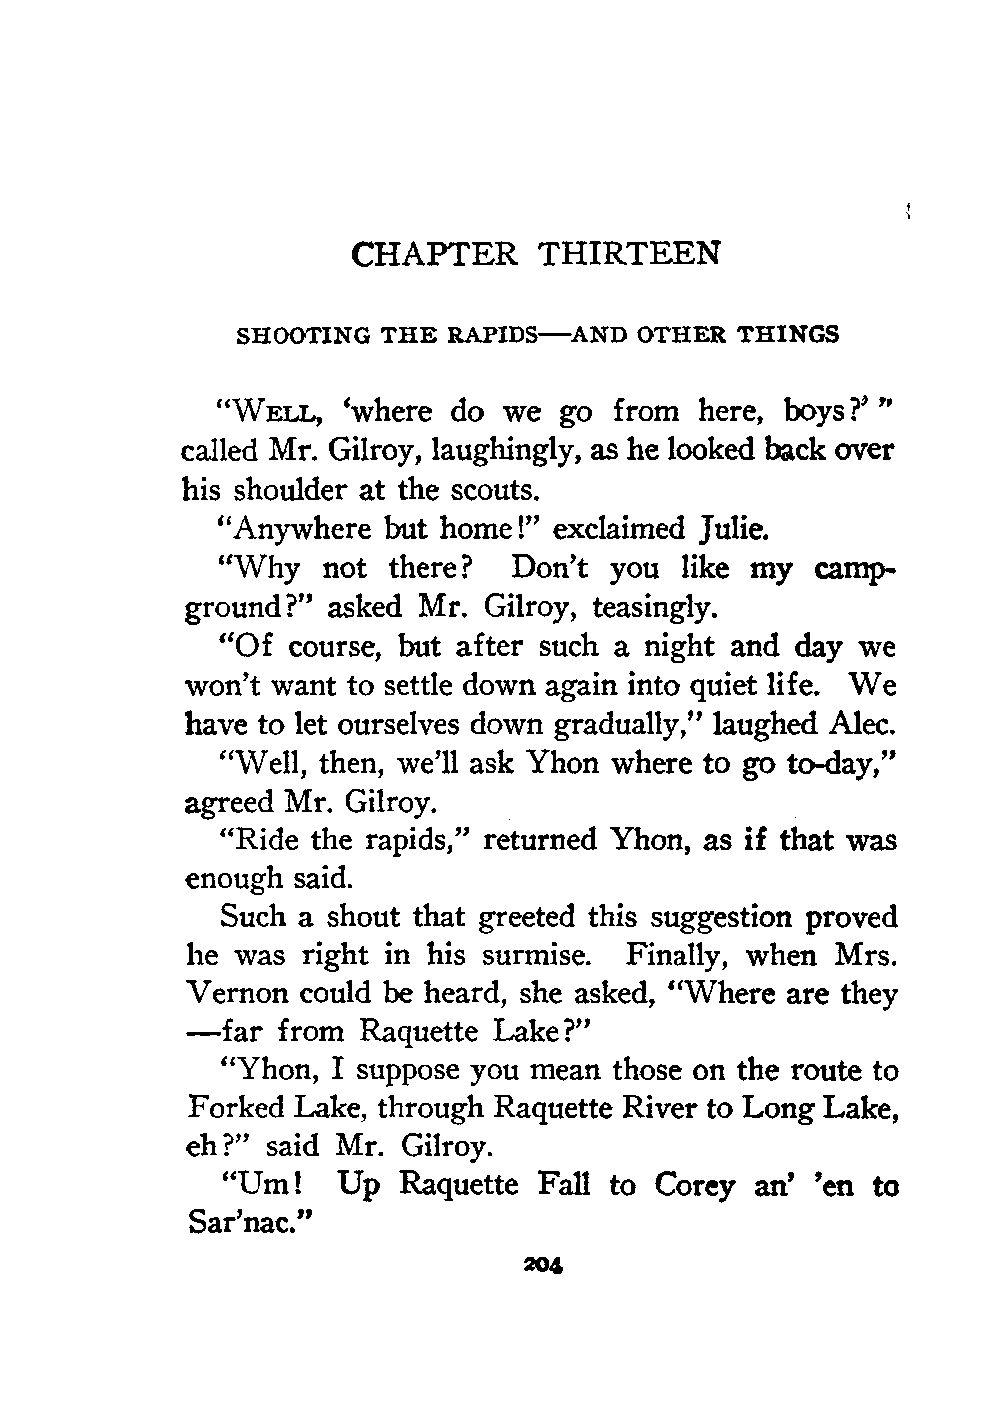 CHAPTER THIRTEEN
SHOOTING THE RAPIDS—AND OTHER THINGS
“WELL, ‘where do we go from here, boys?’ ”
called Mr. Gilroy, laughingly, as he looked back over
his shoulder at the scouts.
“Anywhere but home!” exclaimed Julie.
“Why not there? Don’t you like my camp-
ground?” asked Mr. Gilroy, teasingly.
“Of course, but after such a night and day we
won’t want to settle down again into quiet life. We
have to let ourselves down gradually,” laughed Alec.
“Well, then, we’ll ask Yhon where to go to-day,”
agreed Mr. Gilroy.
“Ride the rapids,” returned Yhon, as if that was
enough said.
Such a shout that greeted this suggestion proved
he was right in his surmise. Finally, when Mrs.
Vernon could be heard, she asked, “Where are they
—far from Raquette Lake?”
“Yhon, I suppose you mean those on the route to
Forked Lake, through Raquette River to Long Lake,
eh?” said Mr. Gilroy.
“Um! Up Raquette Fall to Corey an’ ’en to
Sar’nac.”
204